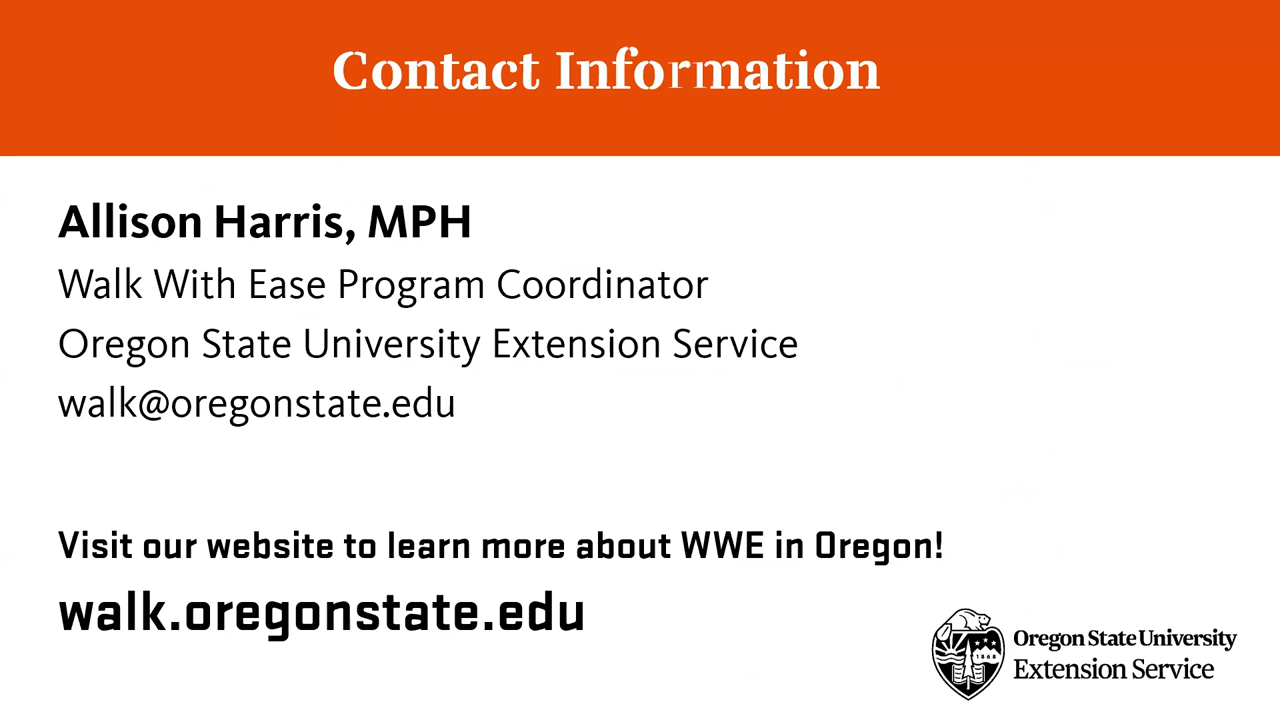 Contact Information
Allison Harris, MPH
Walk With Ease Program Coordinator
Oregon State University Extension Service
walk@oregonstate.edu
Visit our website to learn more about WWE in Oregon!
walk.oregonstate.edu
1868
Oregon State University
Extension Service